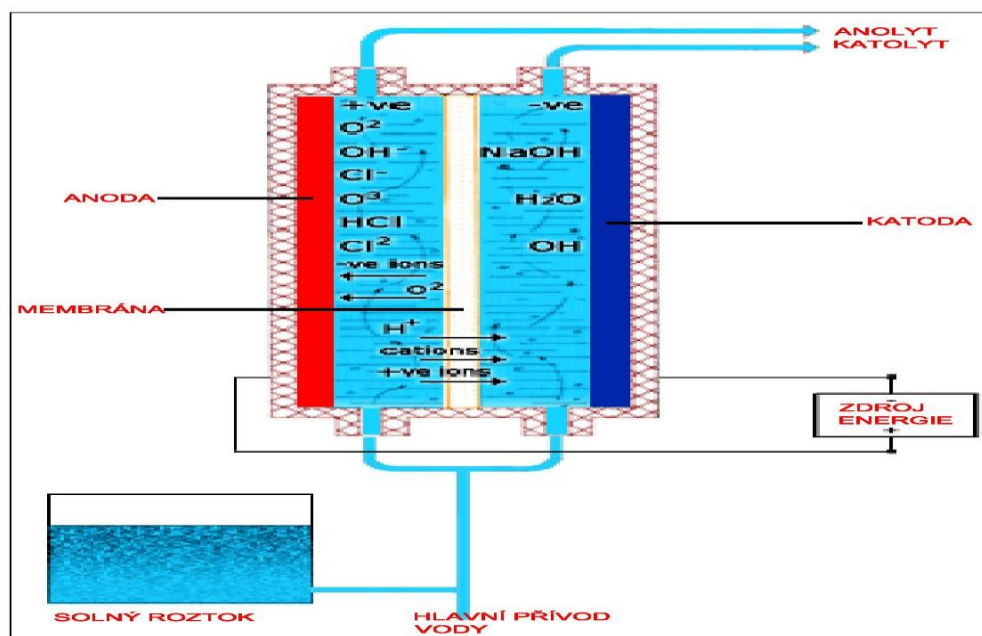 ANOLYT
KATOLYT
+ve
-ve
O²
OH⁻
NaOH
Cl⁻
ANODA
O³
H₂O
HCl
KATODA
Cl²
OH
-ve ions
O²
MEMBRÁNA
H⁺
cations
+ve ions
ZDROJ
ENERGIE
SOLNÝ ROZTOK
HLAVNÍ PŘÍVOD
VODY